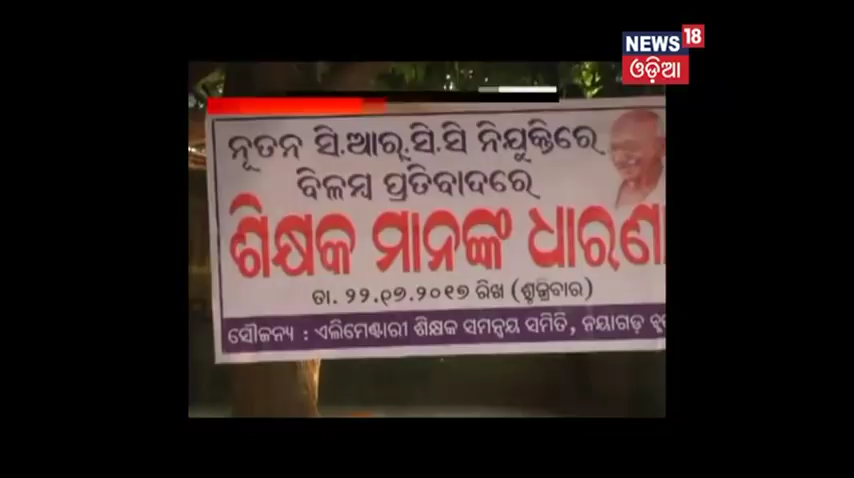 NEWS 18
ଓଡ଼ିଆ
ନୂତନ ସି.ଆର୍.ସି.ସି ନିଯୁକ୍ତିରେ
ବିଳମ୍ବ ପ୍ରତିବାଦରେ
ଶିକ୍ଷକ ମାନଙ୍କ ଧାରଣା
ତା. ୨୨.୧୨.୨୦୧୭ ରିଖ (ଶୁକ୍ରବାର)
ସୌଜନ୍ୟ : ଏଲିମେଣ୍ଟାରୀ ଶିକ୍ଷକ ସମନ୍ୱୟ ସମିତି, ନୟାଗଡ଼